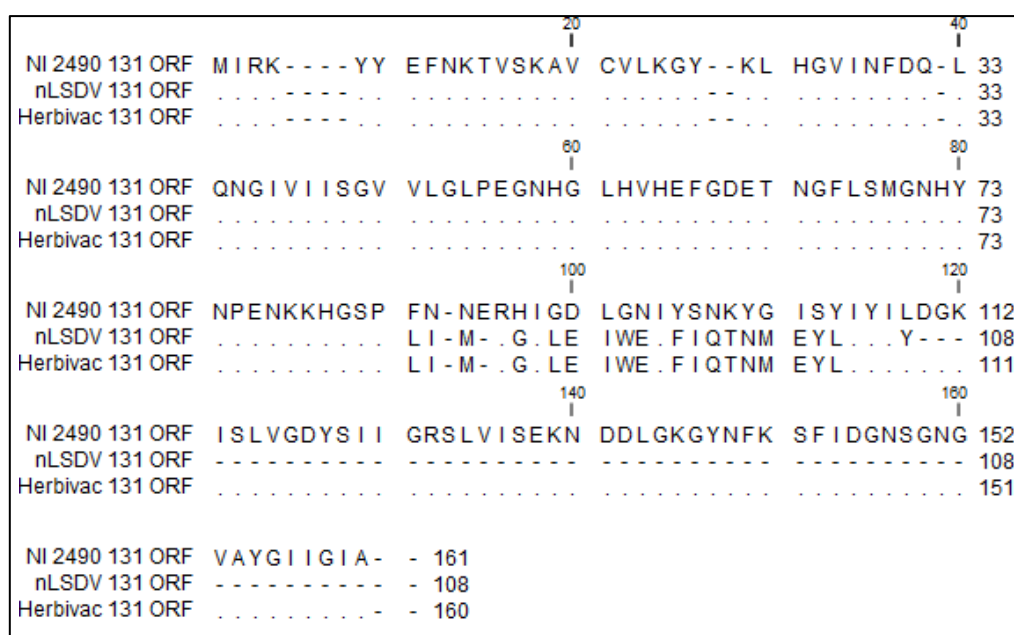 20 40
NI 2490 131 ORF MIRK----YY EFNKTVSKAV CVLKGY--KL HGVINFDQ-L 33
nLSDV 131 ORF ....----.. .......... ......--.. ........-. 33
Herbivac 131 ORF ....----.. .......... ......--.. ........-. 33
60 80
NI 2490 131 ORF QNGIVIISGV VLGLPEGNHG LHVHEFGDET NGFLSMGNHY 73
nLSDV 131 ORF .......... .......... .......... .......... 73
Herbivac 131 ORF .......... .......... .......... .......... 73
100 120
NI 2490 131 ORF NPENKKHGSP FN-NERHIGD LGNIYSNKYG ISYIYILDGK 112
nLSDV 131 ORF .......... LI-M-.G.LE IWE.FIQTNM EYL...Y--- 108
Herbivac 131 ORF .......... LI-M-.G.LE IWE.FIQTNM EYL....... 111
140 160
NI 2490 131 ORF ISLVGDYSII GRSLVISEKN DDLGKGYNFK SFIDGNSGNG 152
nLSDV 131 ORF ---------- ---------- ---------- ---------- 108
Herbivac 131 ORF .......... .......... .......... .......... 151
NI 2490 131 ORF VAYGIIGIA- - 161
nLSDV 131 ORF ---------- - 108
Herbivac 131 ORF .........- - 160